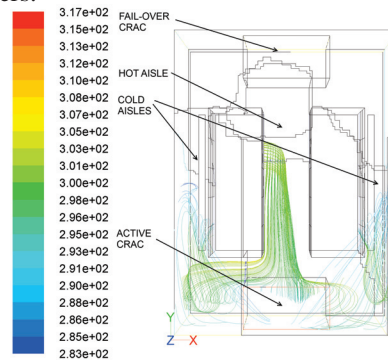 3.17e+02
3.15e+02
3.13e+02
3.12e+02
3.10e+02
3.08e+02
3.07e+02
3.05e+02
3.03e+02
3.01e+02
3.00e+02
2.98e+02
2.96e+02
2.95e+02
2.93e+02
2.91e+02
2.90e+02
2.88e+02
2.86e+02
2.85e+02
2.83e+02
FAIL-OVER
CRAC
HOT AISLE
COLD
AISLES
ACTIVE
CRAC
Y
Z X